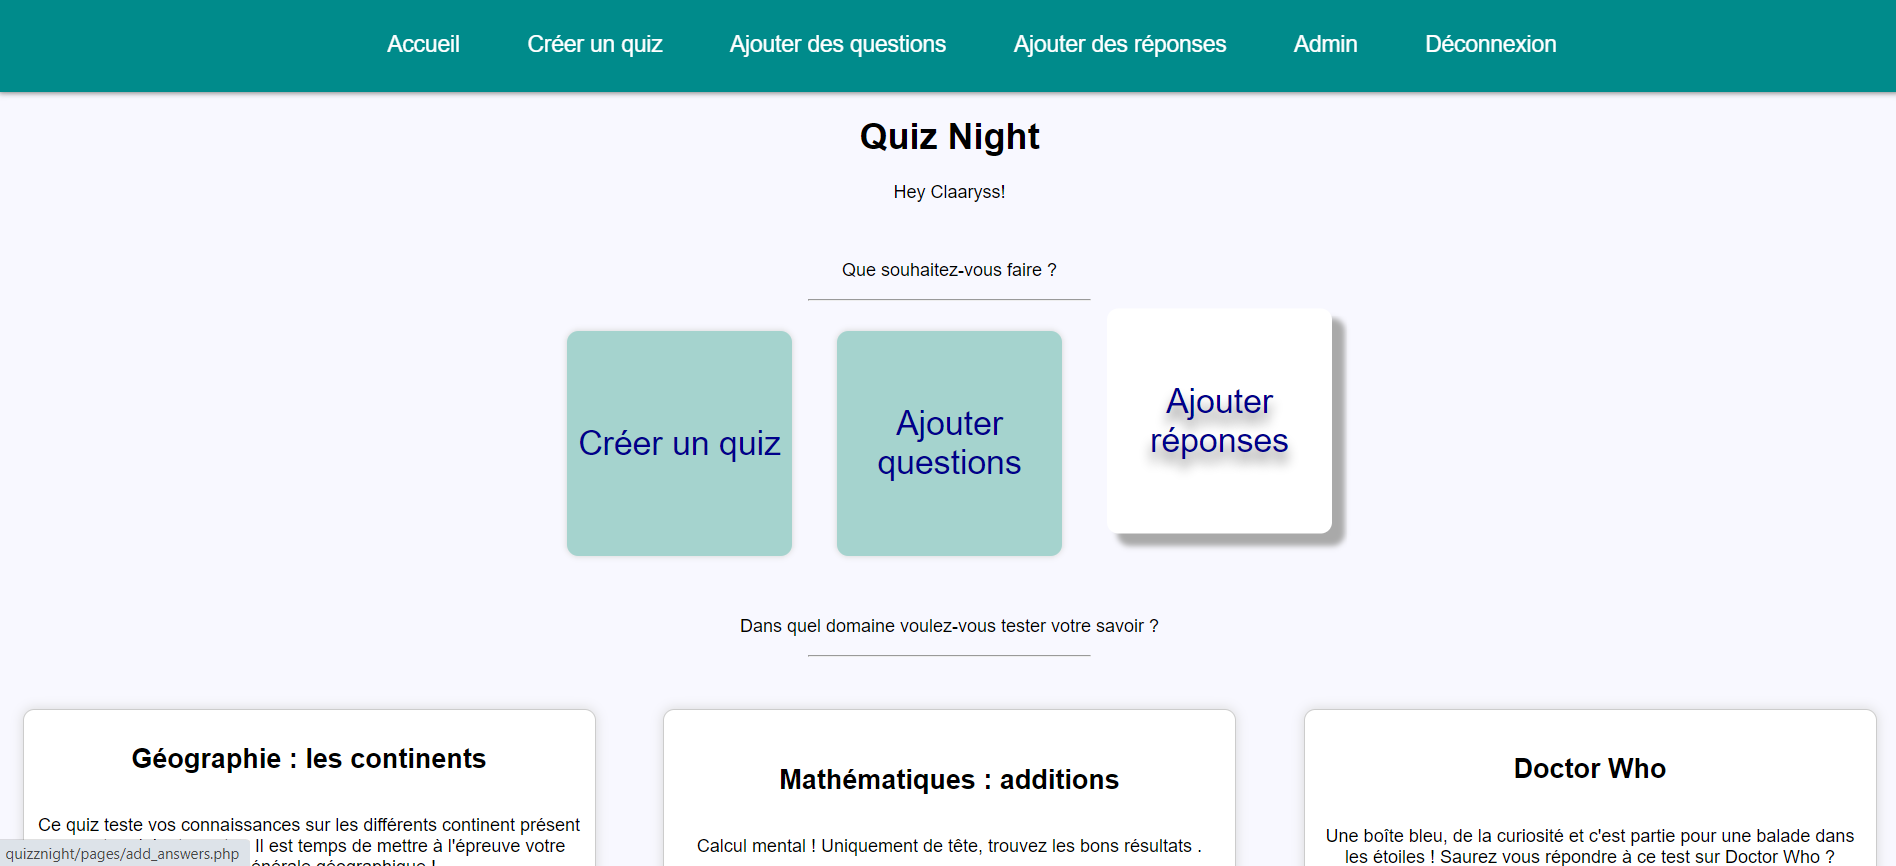 Accueil Créer un quiz Ajouter des questions Ajouter des réponses Admin Déconnexion
Quiz Night
Hey Claaryss!
Que souhaitez-vous faire ?
Créer un quiz
Ajouter
questions
Ajouter
réponses
Dans quel domaine voulez-vous tester votre savoir ?
Géographie : les continents
Ce quiz teste vos connaissances sur les différents continent présent
Il est temps de mettre à l'épreuve votre
Mathématiques : additions
Calcul mental ! Uniquement de tête, trouvez les bons résultats .
Doctor Who
Une boîte bleu, de la curiosité et c'est partie pour une balade dans
les étoiles ! Saurez vous répondre à ce test sur Doctor Who ?
quizznight/pages/add_answers.php